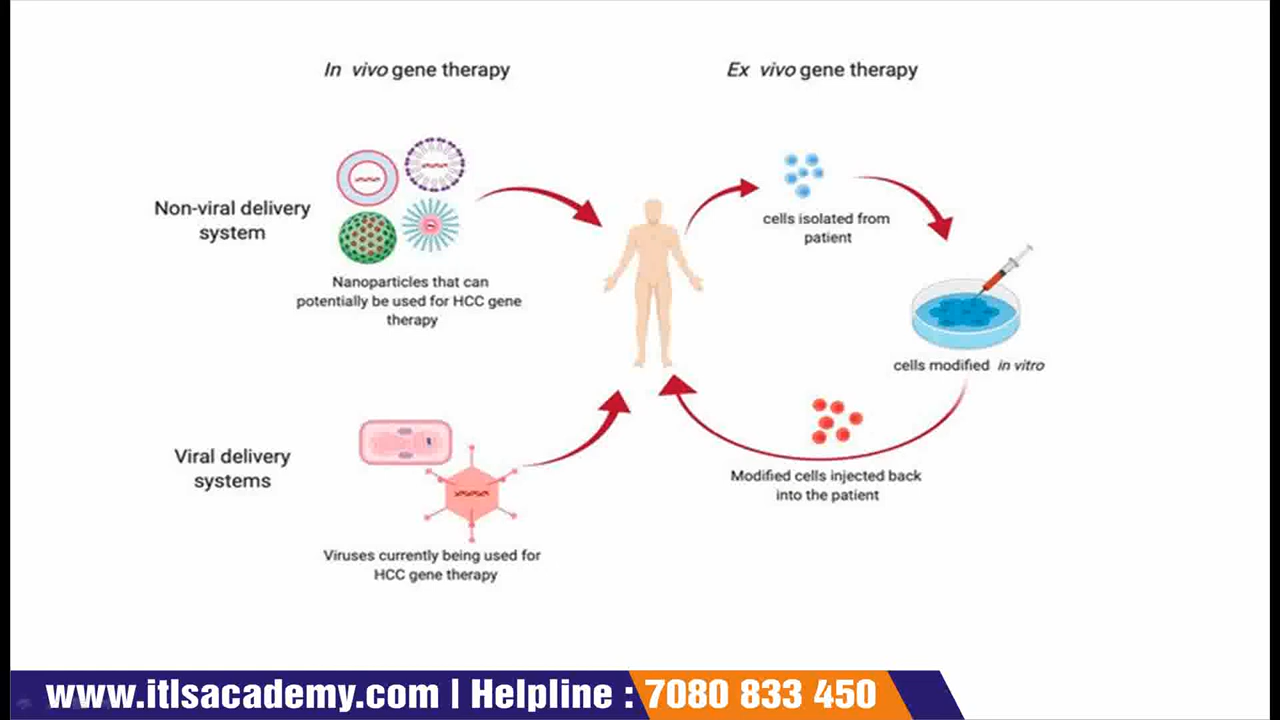 In vivo gene therapy
Ex vivo gene therapy
Non-viral delivery
system
Nanoparticles that can
potentially be used for HCC gene
therapy
cells isolated from
patient
cells modified in vitro
Modified cells injected back
into the patient
Viral delivery
systems
Viruses currently being used for
HCC gene therapy
www.itlsacademy.com | Helpline : 7080 833 450